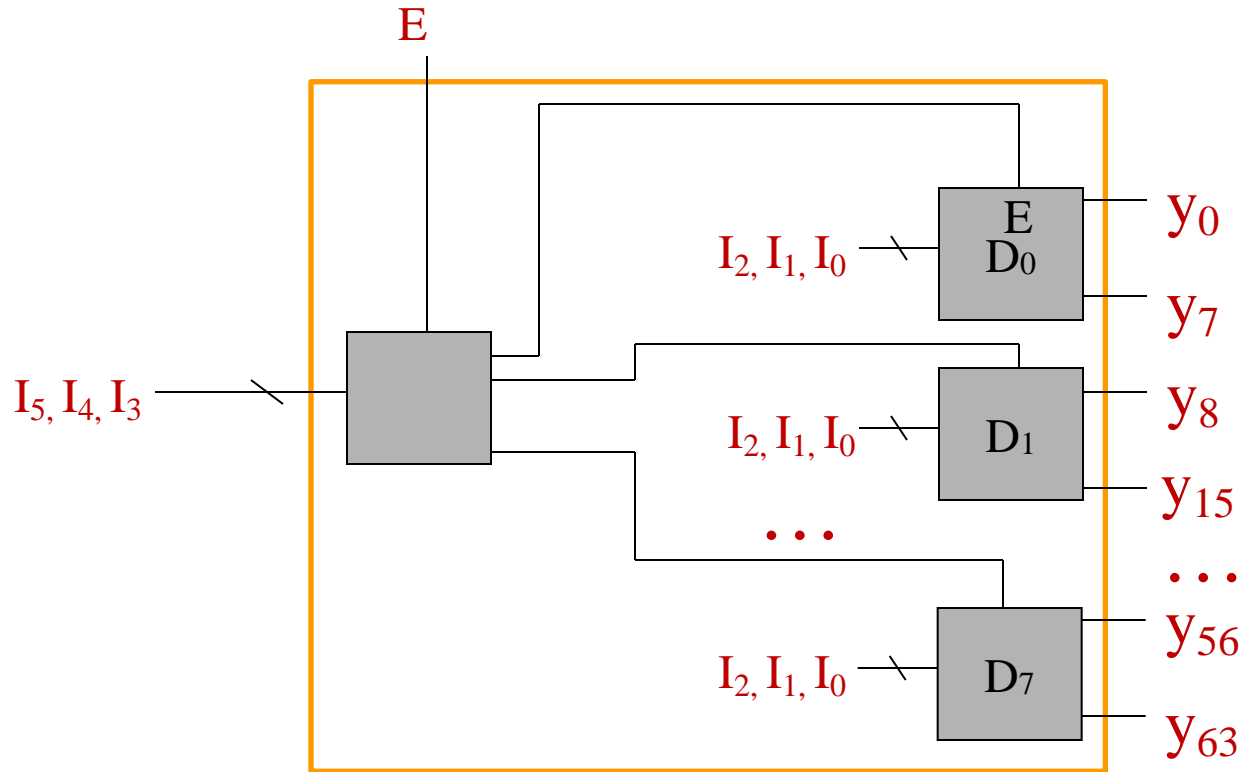 E
E
D₀
I₂, I₁, I₀
y₀
y₇
I₅, I₄, I₃
I₂, I₁, I₀
D₁
y₈
y₁₅
...
...
I₂, I₁, I₀
D₇
y₅₆
y₆₃